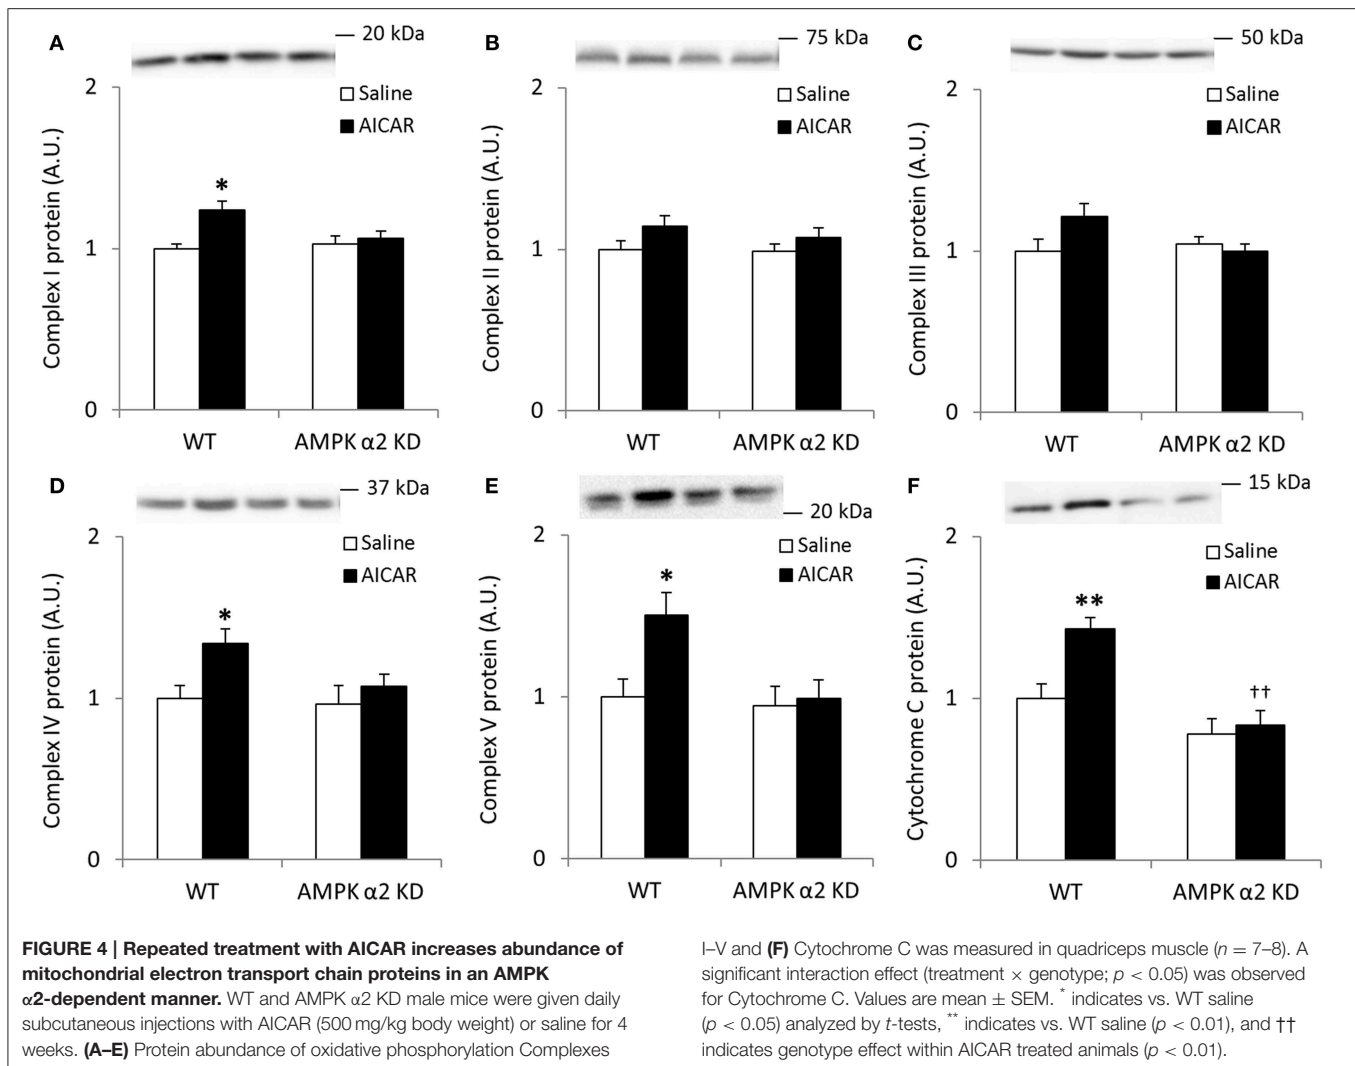 A
— 20 kDa
2
Saline
AICAR
*
1
0
Complex I protein (A.U.)
WT
AMPK α2 KD
B
— 75 kDa
2
Saline
AICAR
1
0
Complex II protein (A.U.)
WT
AMPK α2 KD
C
— 50 kDa
2
Saline
AICAR
1
0
Complex III protein (A.U.)
WT
AMPK α2 KD
D
— 37 kDa
2
Saline
AICAR
*
1
0
Complex IV protein (A.U.)
WT
AMPK α2 KD
E
— 20 kDa
2
Saline
AICAR
*
1
0
Complex V protein (A.U.)
WT
AMPK α2 KD
F
— 15 kDa
2
Saline
AICAR
**
††
1
0
Cytochrome C protein (A.U.)
WT
AMPK α2 KD
FIGURE 4 | Repeated treatment with AICAR increases abundance of
mitochondrial electron transport chain proteins in an AMPK
α2-dependent manner. WT and AMPK α2 KD male mice were given daily
subcutaneous injections with AICAR (500 mg/kg body weight) or saline for 4
weeks. (A–E) Protein abundance of oxidative phosphorylation Complexes
I–V and (F) Cytochrome C was measured in quadriceps muscle (n = 7–8). A
significant interaction effect (treatment × genotype; p < 0.05) was observed
for Cytochrome C. Values are mean ± SEM. * indicates vs. WT saline
(p < 0.05) analyzed by t-tests, ** indicates vs. WT saline (p < 0.01), and ††
indicates genotype effect within AICAR treated animals (p < 0.01).